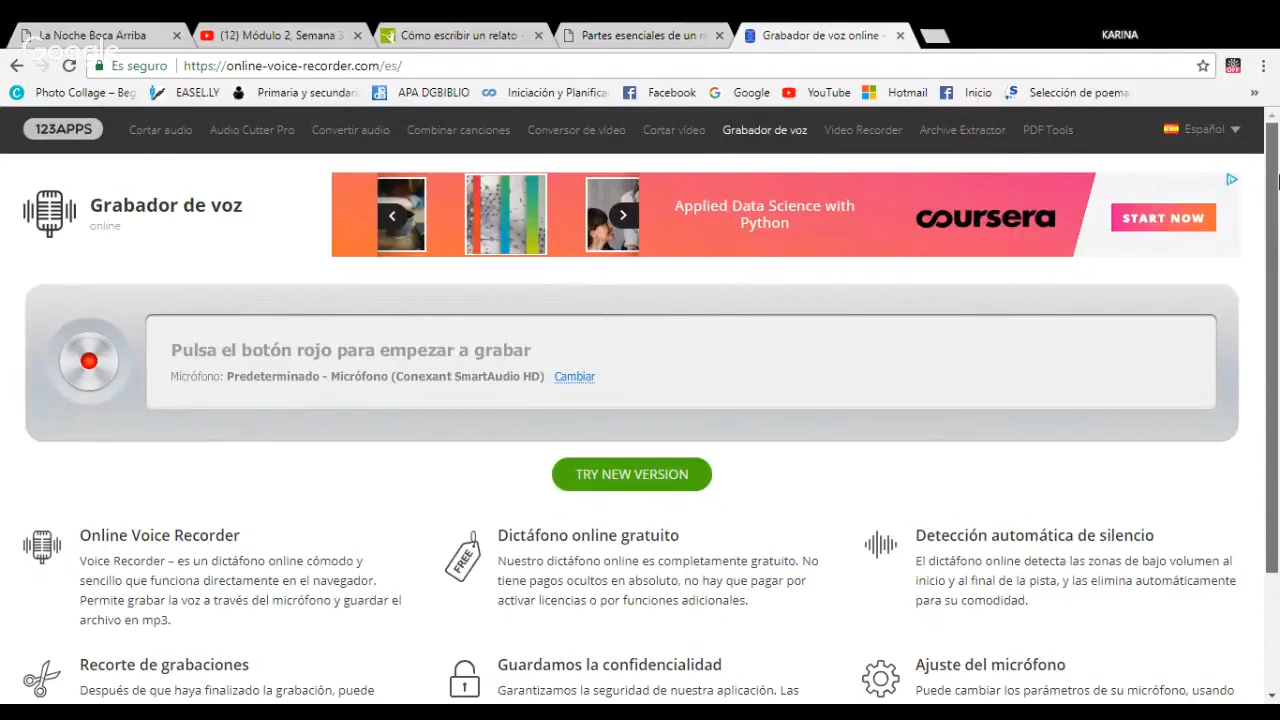 La Noche Boca Arriba
(12) Módulo 2, Semana 3
Cómo escribir un relato -
Partes esenciales de un r
Grabador de voz online -
KARINA
Google
Es seguro
https://online-voice-recorder.com/es/
Photo Collage – Beg
EASEL.LY
Primaria y secundari
APA DGBIBLIO
Iniciación y Planifica
Facebook
Google
YouTube
Hotmail
Inicio
Selección de poema
»
123APPS
Cortar audio
Audio Cutter Pro
Convertir audio
Combinar canciones
Conversor de vídeo
Cortar vídeo
Grabador de voz
Video Recorder
Archive Extractor
PDF Tools
Español
Grabador de voz
online
Applied Data Science with
Python
coursera
START NOW
Pulsa el botón rojo para empezar a grabar
Micrófono: Predeterminado - Micrófono (Conexant SmartAudio HD) Cambiar
TRY NEW VERSION
Online Voice Recorder
Voice Recorder – es un dictáfono online cómodo y
sencillo que funciona directamente en el navegador.
Permite grabar la voz a través del micrófono y guardar el
archivo en mp3.
FREE
Dictáfono online gratuito
Nuestro dictáfono online es completamente gratuito. No
tiene pagos ocultos en absoluto, no hay que pagar por
activar licencias o por funciones adicionales.
Detección automática de silencio
El dictáfono online detecta las zonas de bajo volumen al
inicio y al final de la pista, y las elimina automáticamente
para su comodidad.
Recorte de grabaciones
Después de que haya finalizado la grabación, puede
Guardamos la confidencialidad
Garantizamos la seguridad de nuestra aplicación. Las
Ajuste del micrófono
Puede cambiar los parámetros de su micrófono, usando